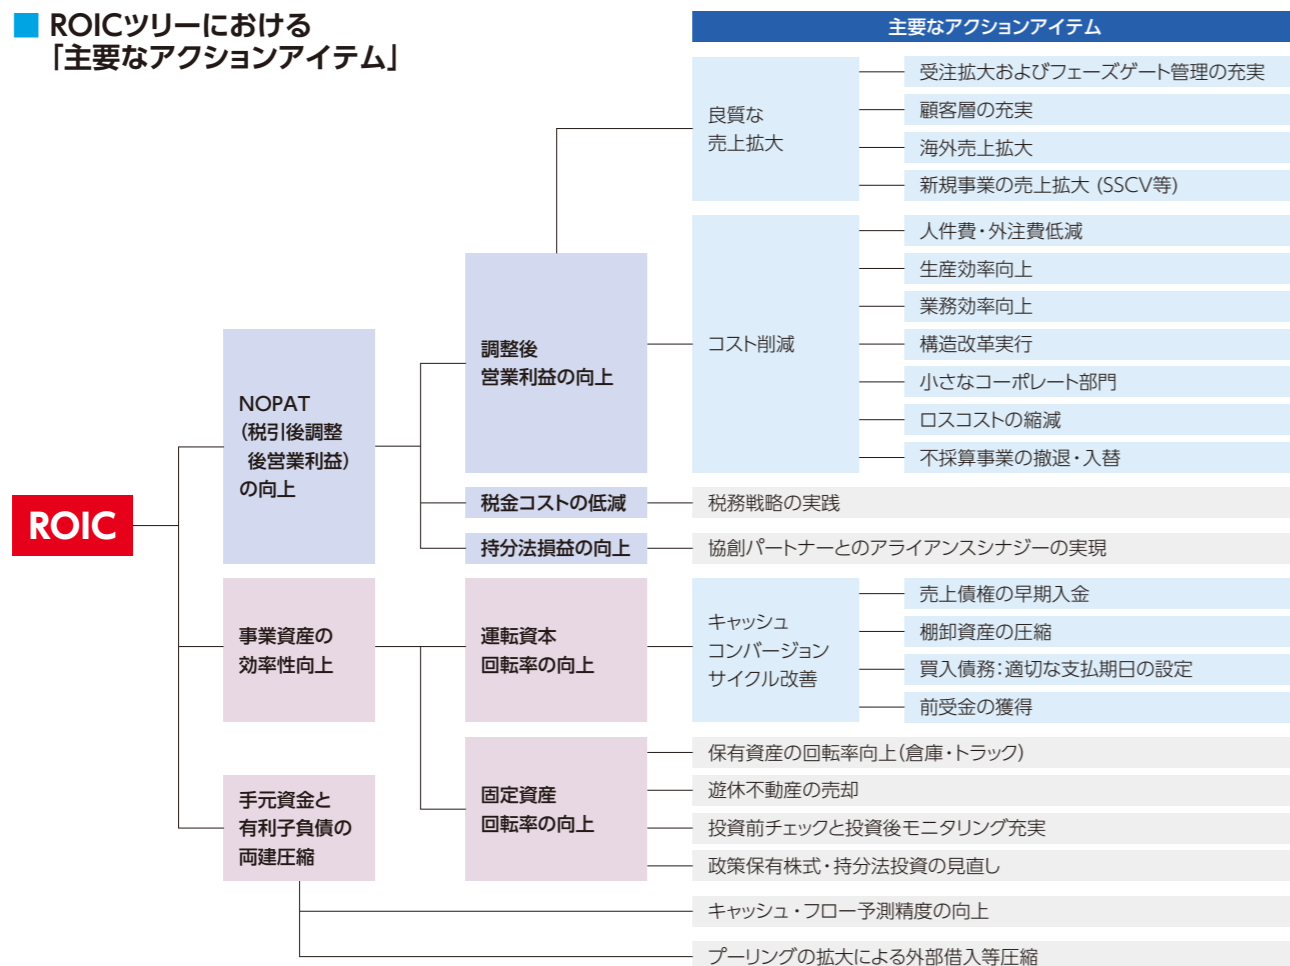 ROICツリーにおける
「主要なアクションアイテム」
主要なアクションアイテム
ROIC
NOPAT
(税引後調整
後営業利益)
の向上
調整後
営業利益の向上
良質な
売上拡大
受注拡大およびフェーズゲート管理の充実
顧客層の充実
海外売上拡大
新規事業の売上拡大 (SSCV等)
コスト削減
人件費・外注費低減
生産効率向上
業務効率向上
構造改革実行
小さなコーポレート部門
ロスコストの縮減
不採算事業の撤退・入替
税金コストの低減
税務戦略の実践
持分法損益の向上
協創パートナーとのアライアンスシナジーの実現
事業資産の
効率性向上
運転資本
回転率の向上
キャッシュ
コンバージョン
サイクル改善
売上債権の早期入金
棚卸資産の圧縮
買入債務：適切な支払期日の設定
前受金の獲得
固定資産
回転率の向上
保有資産の回転率向上(倉庫・トラック)
遊休不動産の売却
投資前チェックと投資後モニタリング充実
政策保有株式・持分法投資の見直し
手元資金と
有利子負債の
両建圧縮
キャッシュ・フロー予測精度の向上
プーリングの拡大による外部借入等圧縮